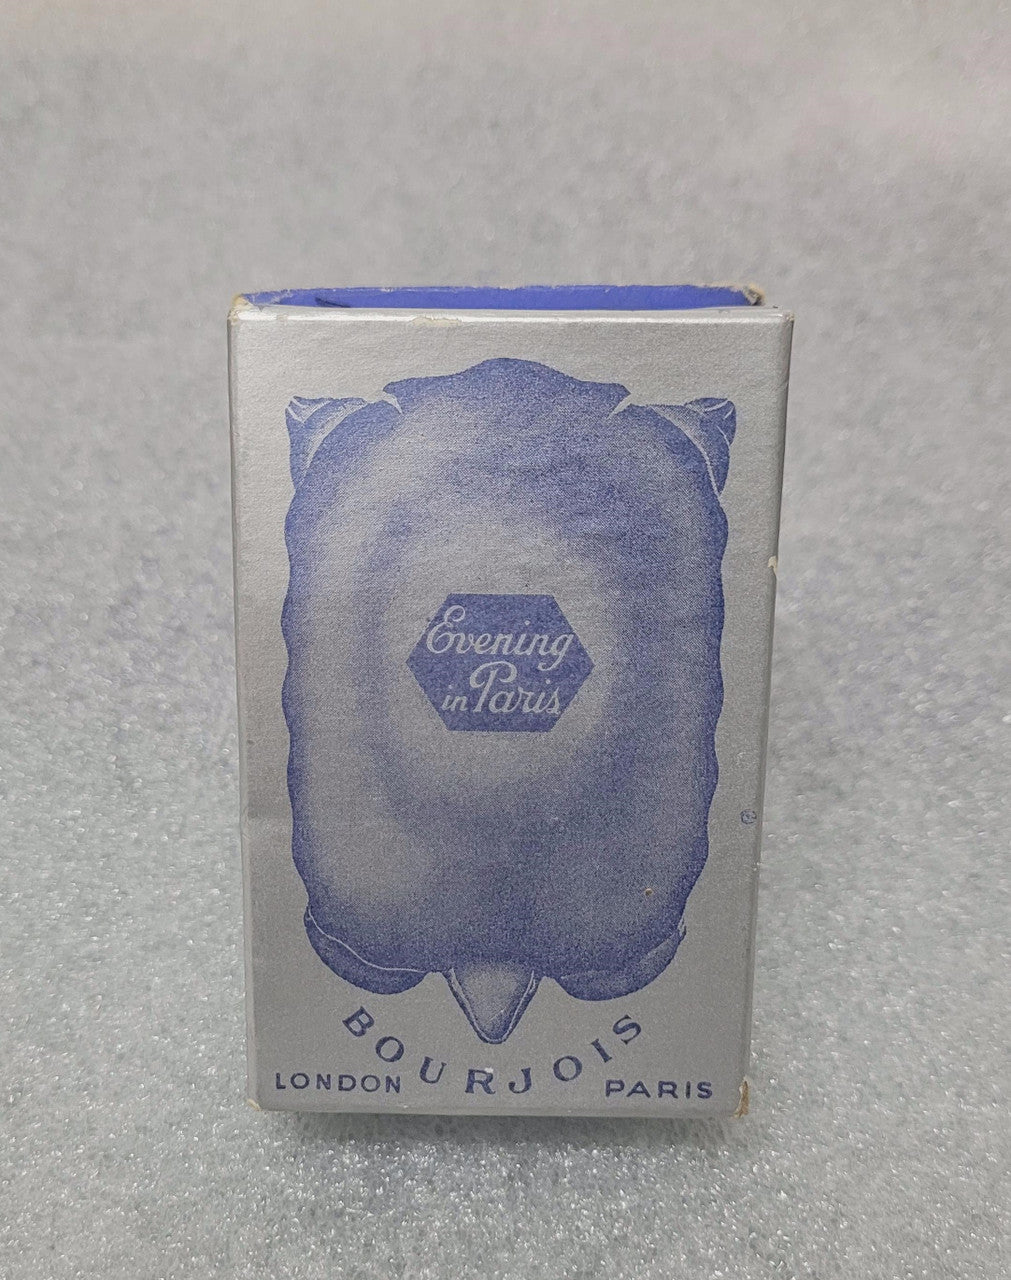 Evening
in Paris
BOURJOIS
LONDON PARIS